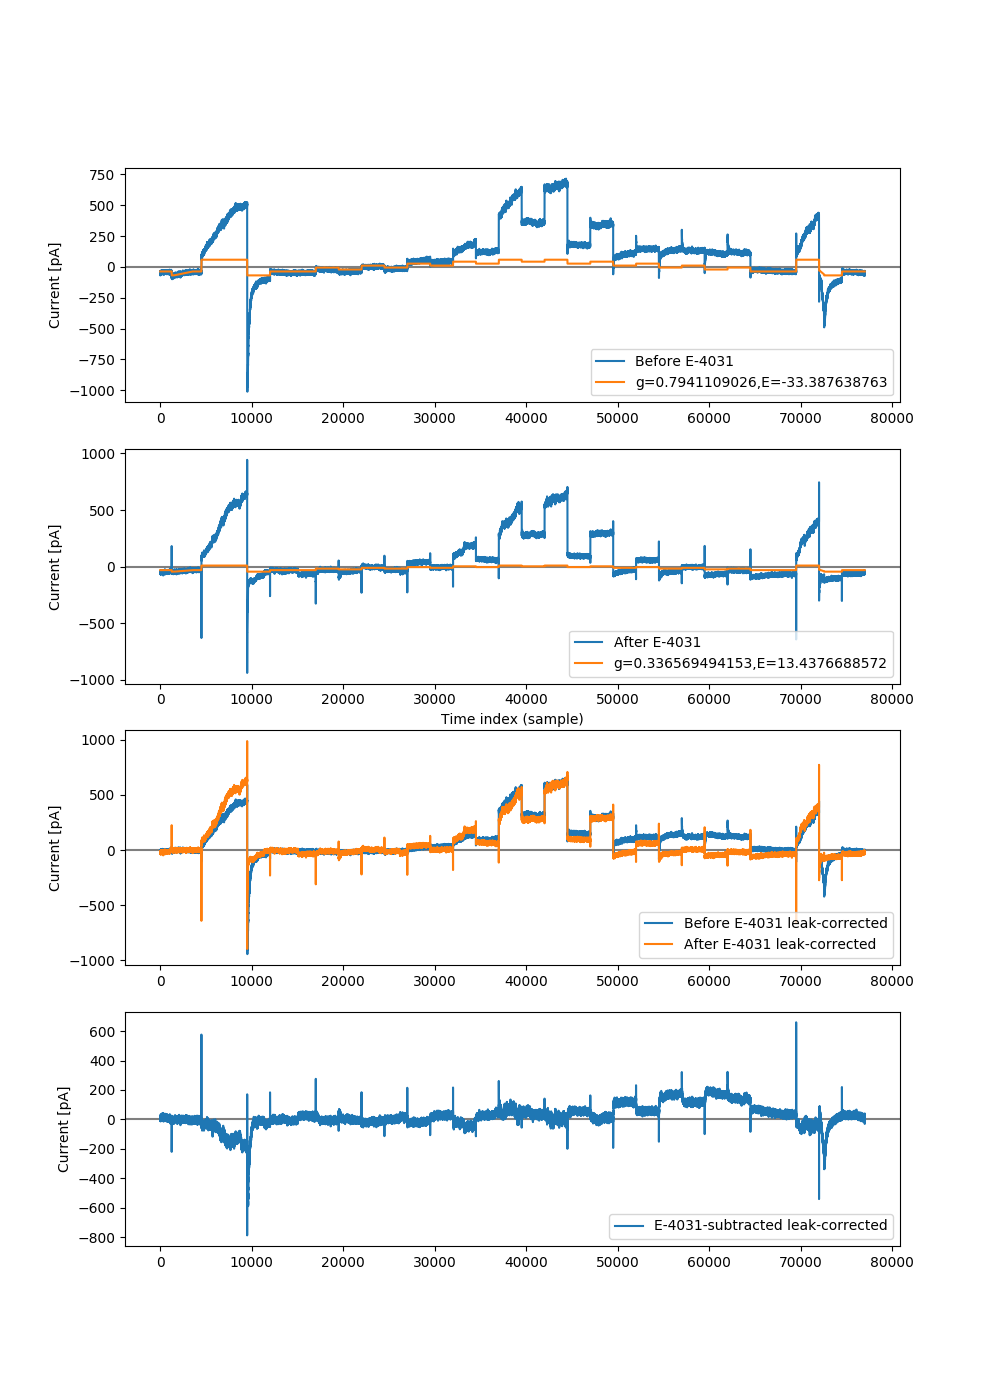 750
500
250
0
−250
−500
−750
−1000
Current [pA]
Before E-4031
g=0.7941109026,E=-33.387638763
0 10000 20000 30000 40000 50000 60000 70000 80000
1000
500
0
−500
−1000
Current [pA]
After E-4031
g=0.336569494153,E=13.4376688572
0 10000 20000 30000 40000 50000 60000 70000 80000
Time index (sample)
1000
500
0
−500
−1000
Current [pA]
Before E-4031 leak-corrected
After E-4031 leak-corrected
0 10000 20000 30000 40000 50000 60000 70000 80000
600
400
200
0
−200
−400
−600
−800
Current [pA]
E-4031-subtracted leak-corrected
0 10000 20000 30000 40000 50000 60000 70000 80000